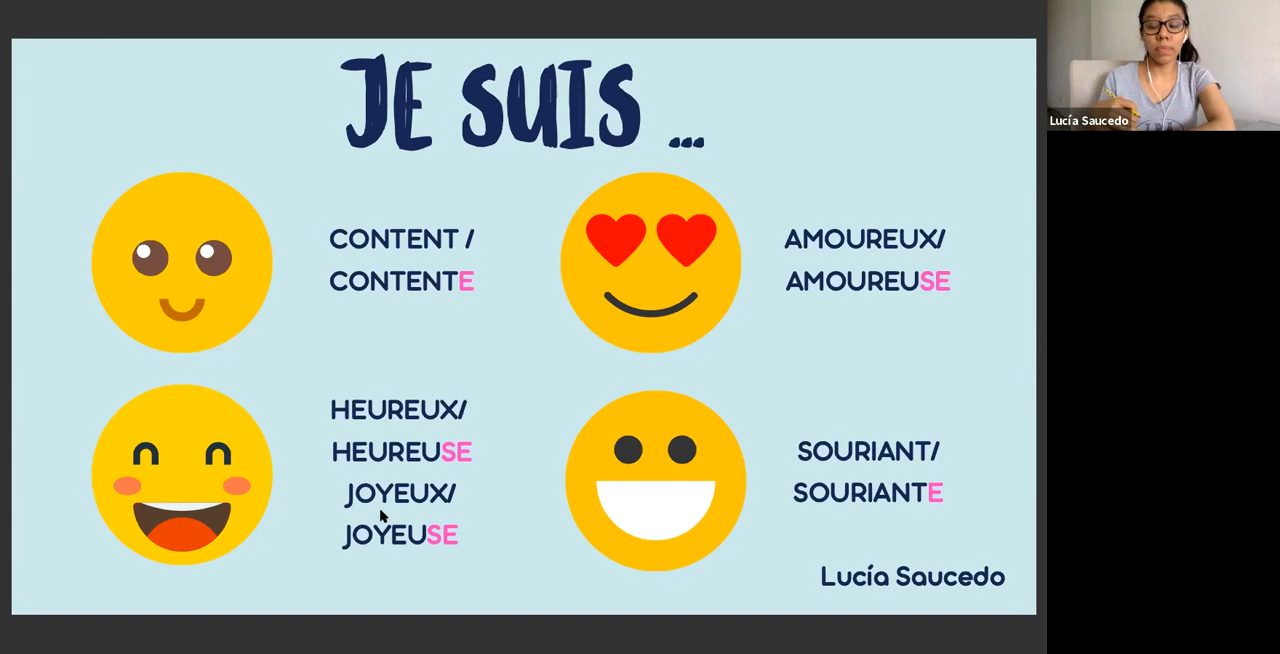 JE SUIS ...
CONTENT /
CONTENTE
AMOUREUX/
AMOUREUSE
HEUREUX/
HEUREUSE
JOYEUX/
JOYEUSE
SOURIANT/
SOURIANTE
Lucía Saucedo
Lucía Saucedo